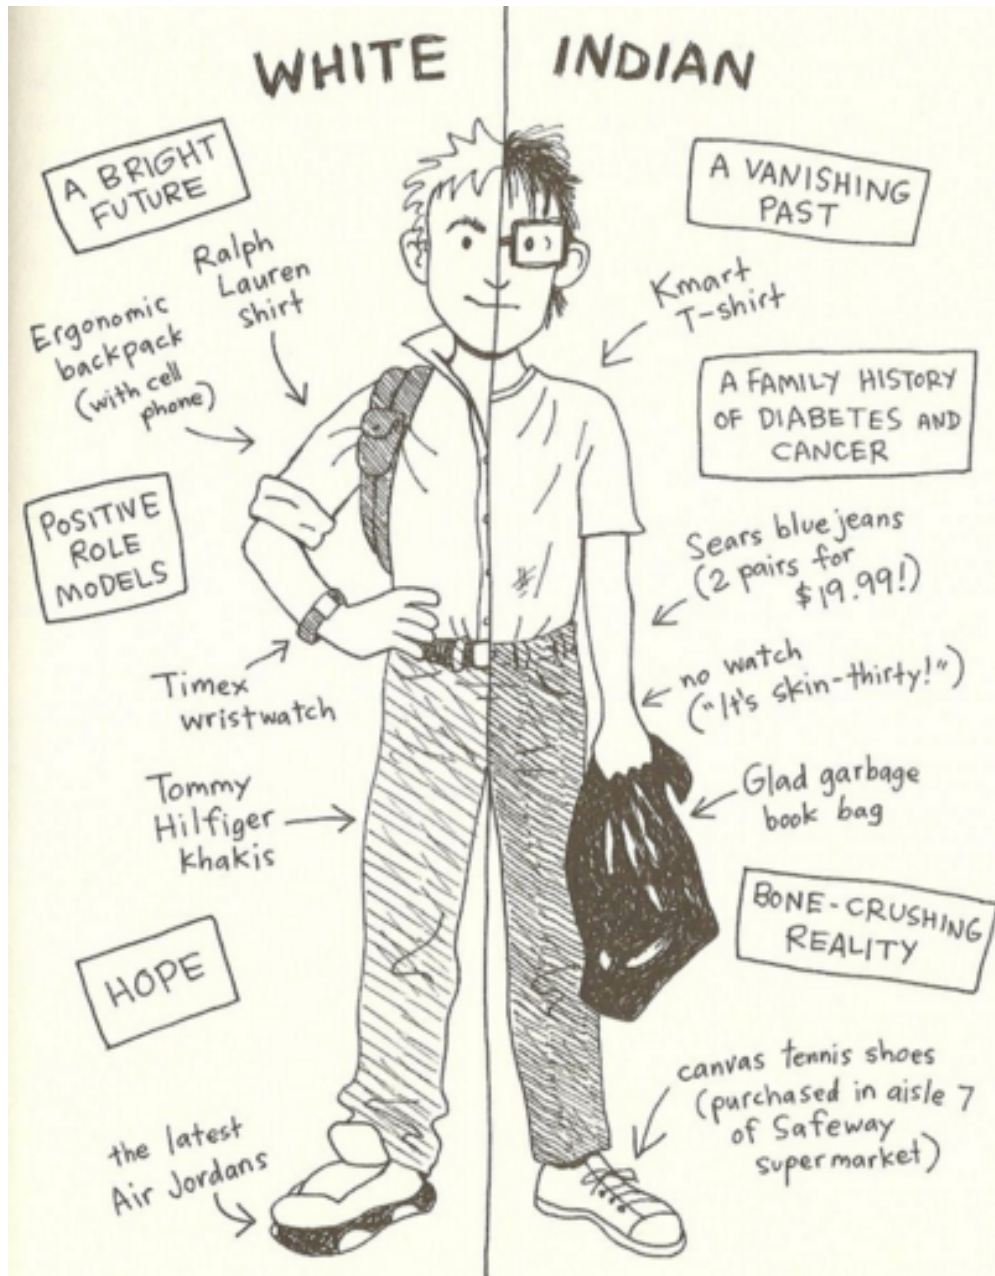 WHITE
INDIAN
A BRIGHT
FUTURE
Ralph
Lauren
shirt
Ergonomic
backpack
(with cell
phone)
POSITIVE
ROLE
MODELS
Timex
wristwatch
Tommy
Hilfiger
khakis
HOPE
the latest
Air Jordans
A VANISHING
PAST
Kmart
T-shirt
A FAMILY HISTORY
OF DIABETES AND
CANCER
Sears blue jeans
(2 pairs for
$19.99!)
no watch
("It's skin-thirty!")
Glad garbage
book bag
BONE-CRUSHING
REALITY
canvas tennis shoes
(purchased in aisle 7
of Safeway
supermarket)